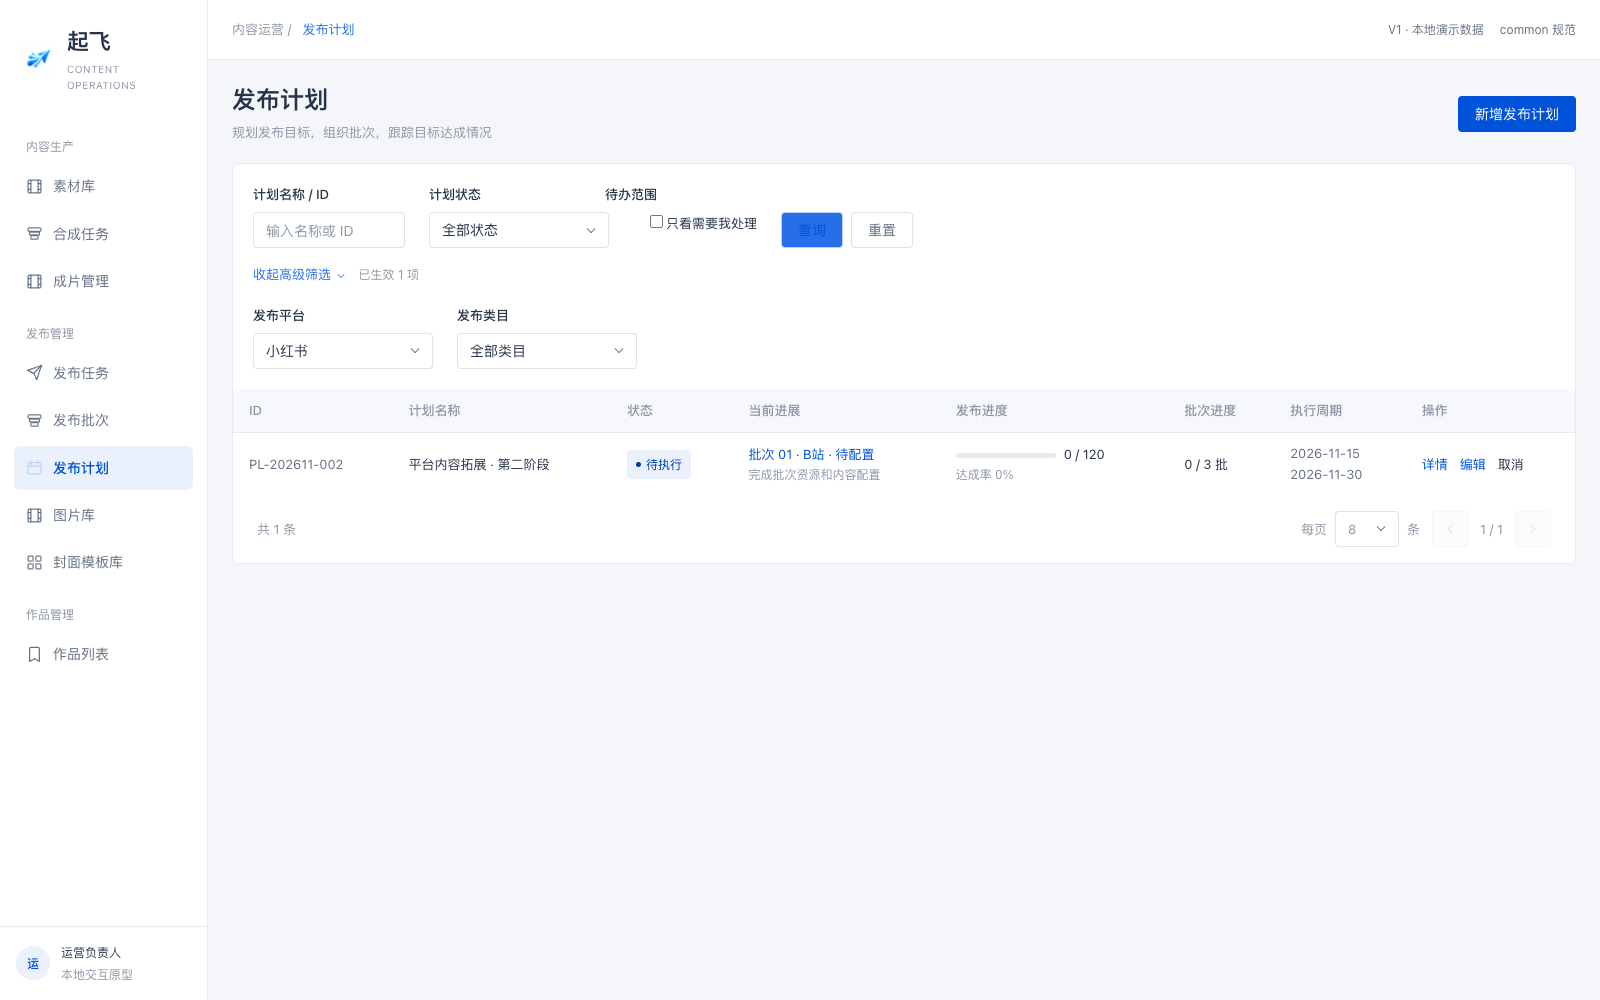 起飞
CONTENT
OPERATIONS
内容生产
素材库
合成任务
成片管理
发布管理
发布任务
发布批次
发布计划
图片库
封面模板库
作品管理
作品列表
运
运营负责人
本地交互原型
内容运营 / 发布计划
V1 · 本地演示数据 common 规范
发布计划
规划发布目标，组织批次，跟踪目标达成情况
新增发布计划
计划名称 / ID 计划状态 待办范围
输入名称或 ID 全部状态 只看需要我处理 查询 重置
收起高级筛选 已生效 1 项
发布平台 发布类目
小红书 全部类目
ID 计划名称 状态 当前进展 发布进度 批次进度 执行周期 操作
PL-202611-002 平台内容拓展 · 第二阶段 待执行 批次 01 · B站 · 待配置 0 / 120 0 / 3 批 2026-11-15 详情 编辑 取消
完成批次资源和内容配置 达成率 0% 2026-11-30
共 1 条 每页 8 条 1 / 1